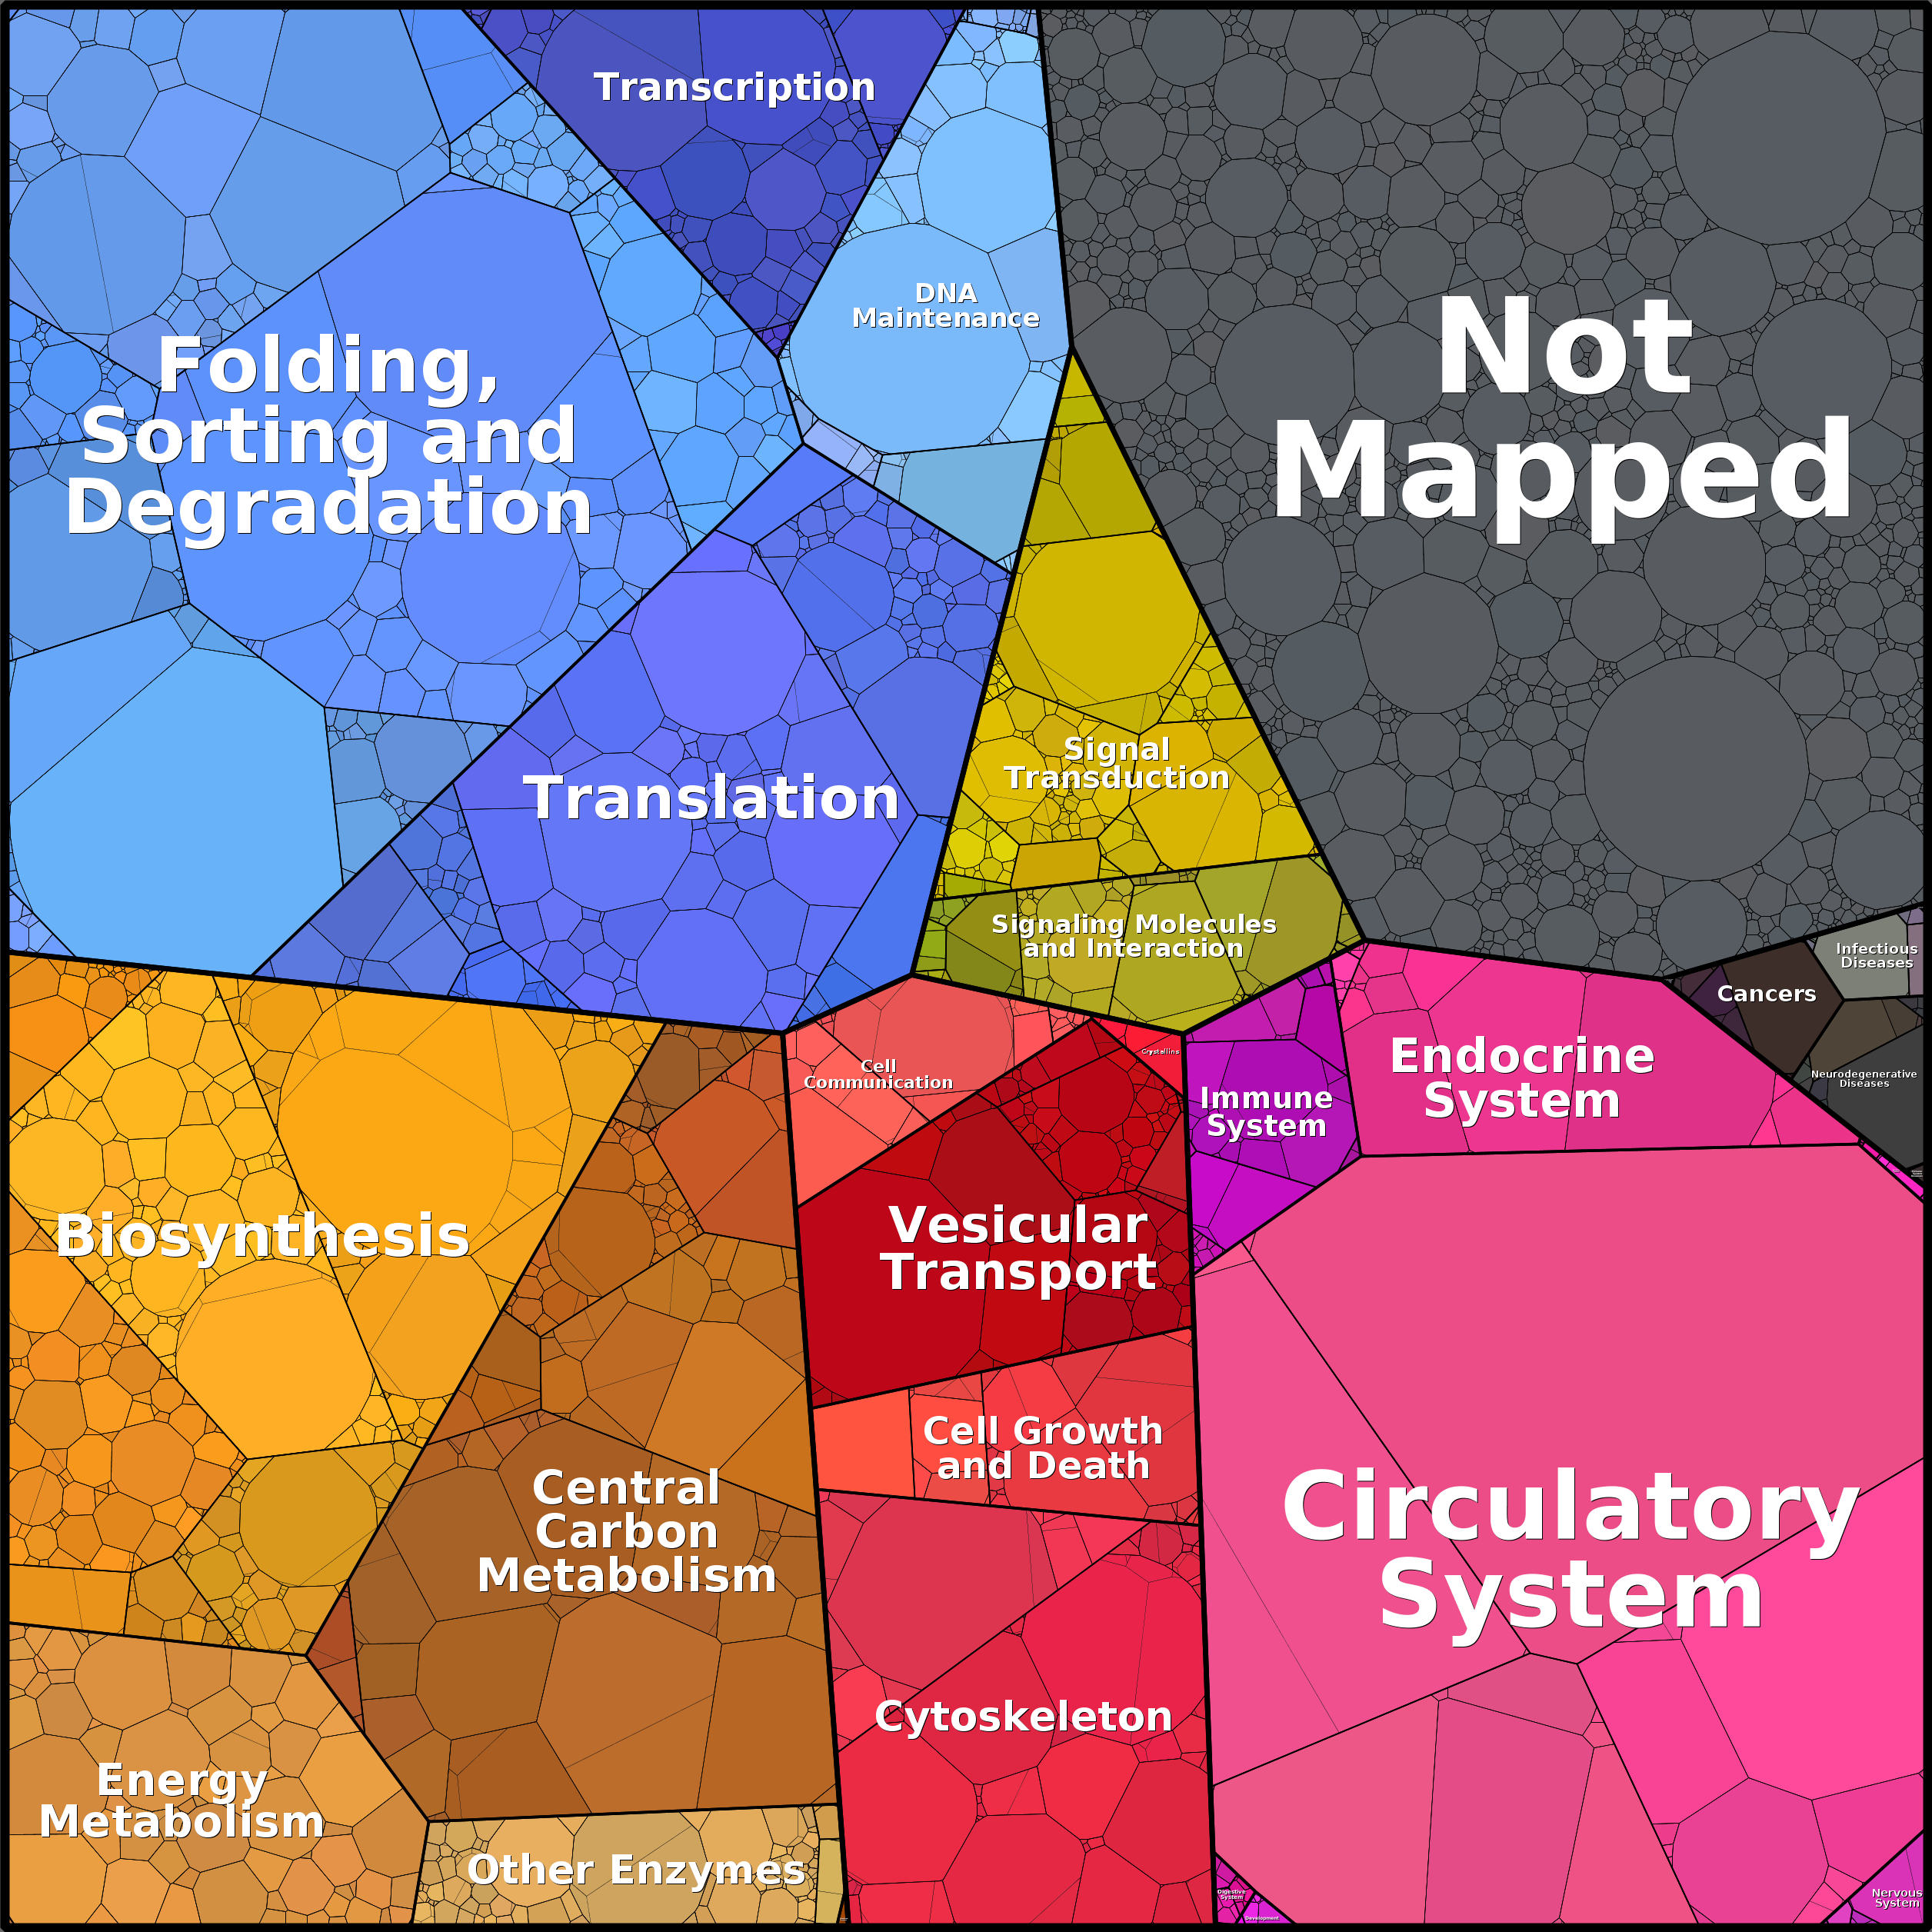 Transcription
DNA
Maintenance
Not
Mapped
Folding,
Sorting and
Degradation
Translation
Signal
Transduction
Signaling Molecules
and Interaction
Infectious
Diseases
Cancers
Neurodegenerative
Diseases
Endocrine
System
Immune
System
Crystallins
Cell
Communication
Biosynthesis
Vesicular
Transport
Cell Growth
and Death
Central
Carbon
Metabolism
Circulatory
System
Cytoskeleton
Energy
Metabolism
Other Enzymes
Digestive
System
Development
Nervous
System